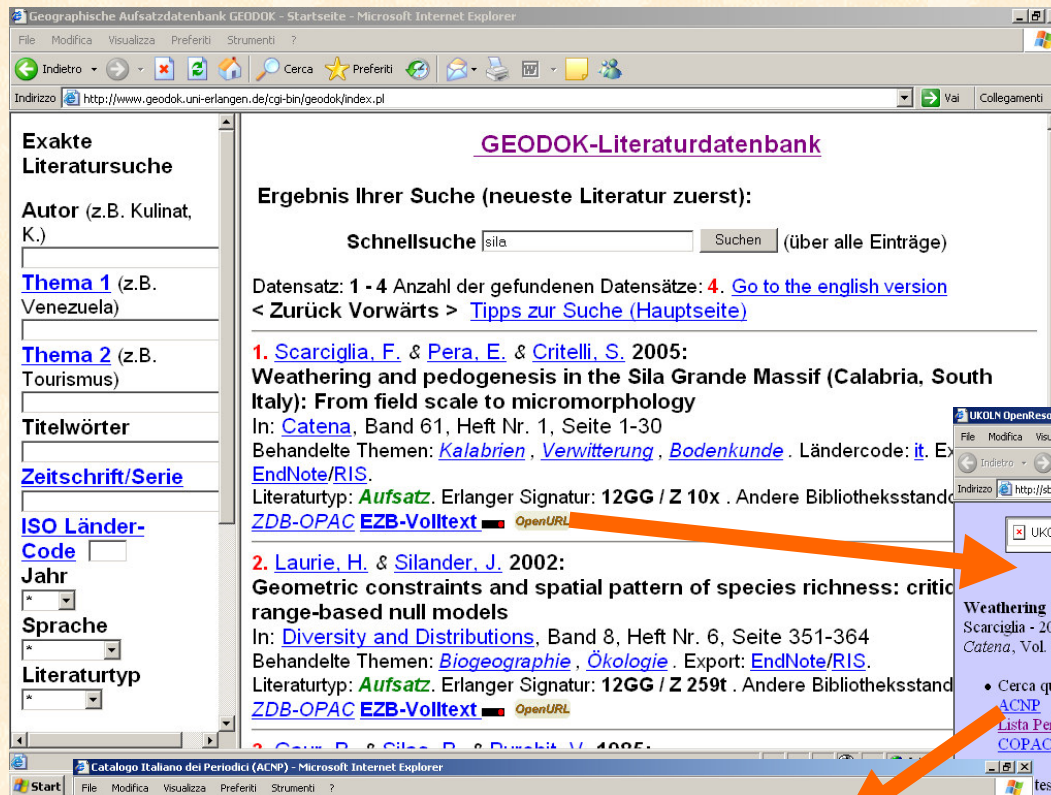 Geographische Aufsatzdatenbank GEODOK - Startseite - Microsoft Internet Explorer
File Modifica Visualizza Preferiti Strumenti ?
Indietro Cerca Preferiti
Indirizzo http://www.geodok.uni-erlangen.de/cgi-bin/geodok/index.pl Vai Collegamenti
Exakte
Literatursuche
Autor (z.B. Kulinat,
K.)
Thema 1 (z.B.
Venezuela)
Thema 2 (z.B.
Tourismus)
Titelwörter
Zeitschrift/Serie
ISO Länder-
Code
Jahr
*
Sprache
*
Literaturtyp
*
GEODOK-Literaturdatenbank
Ergebnis Ihrer Suche (neueste Literatur zuerst):
Schnellsuche sila Suchen (über alle Einträge)
Datensatz: 1 - 4 Anzahl der gefundenen Datensätze: 4. Go to the english version
< Zurück Vorwärts > Tipps zur Suche (Hauptseite)
1. Scarciglia, F. & Pera, E. & Critelli, S. 2005:
Weathering and pedogenesis in the Sila Grande Massif (Calabria, South
Italy): From field scale to micromorphology
In: Catena, Band 61, Heft Nr. 1, Seite 1-30
Behandelte Themen: Kalabrien , Verwitterung , Bodenkunde . Ländercode: it. Ex
EndNote/RIS.
Literaturtyp: Aufsatz. Erlanger Signatur: 12GG / Z 10x . Andere Bibliotheksstando
ZDB-OPAC EZB-Volltext OpenURL
2. Laurie, H. & Silander, J. 2002:
Geometric constraints and spatial pattern of species richness: critic
range-based null models
In: Diversity and Distributions, Band 8, Heft Nr. 6, Seite 351-364
Behandelte Themen: Biogeographie , Ökologie . Export: EndNote/RIS.
Literaturtyp: Aufsatz. Erlanger Signatur: 12GG / Z 259t . Andere Bibliotheksstand
ZDB-OPAC EZB-Volltext OpenURL
UKOLN OpenReso
File Modifica Visu
Indietro
Indirizzo http://sb
UKO
Weathering
Scarciglia - 20
Catena, Vol.
Cerca qu
ACNP
Lista Per
COPAC
tes
Catalogo Italiano dei Periodici (ACNP) - Microsoft Internet Explorer
Start File Modifica Visualizza Preferiti Strumenti ?